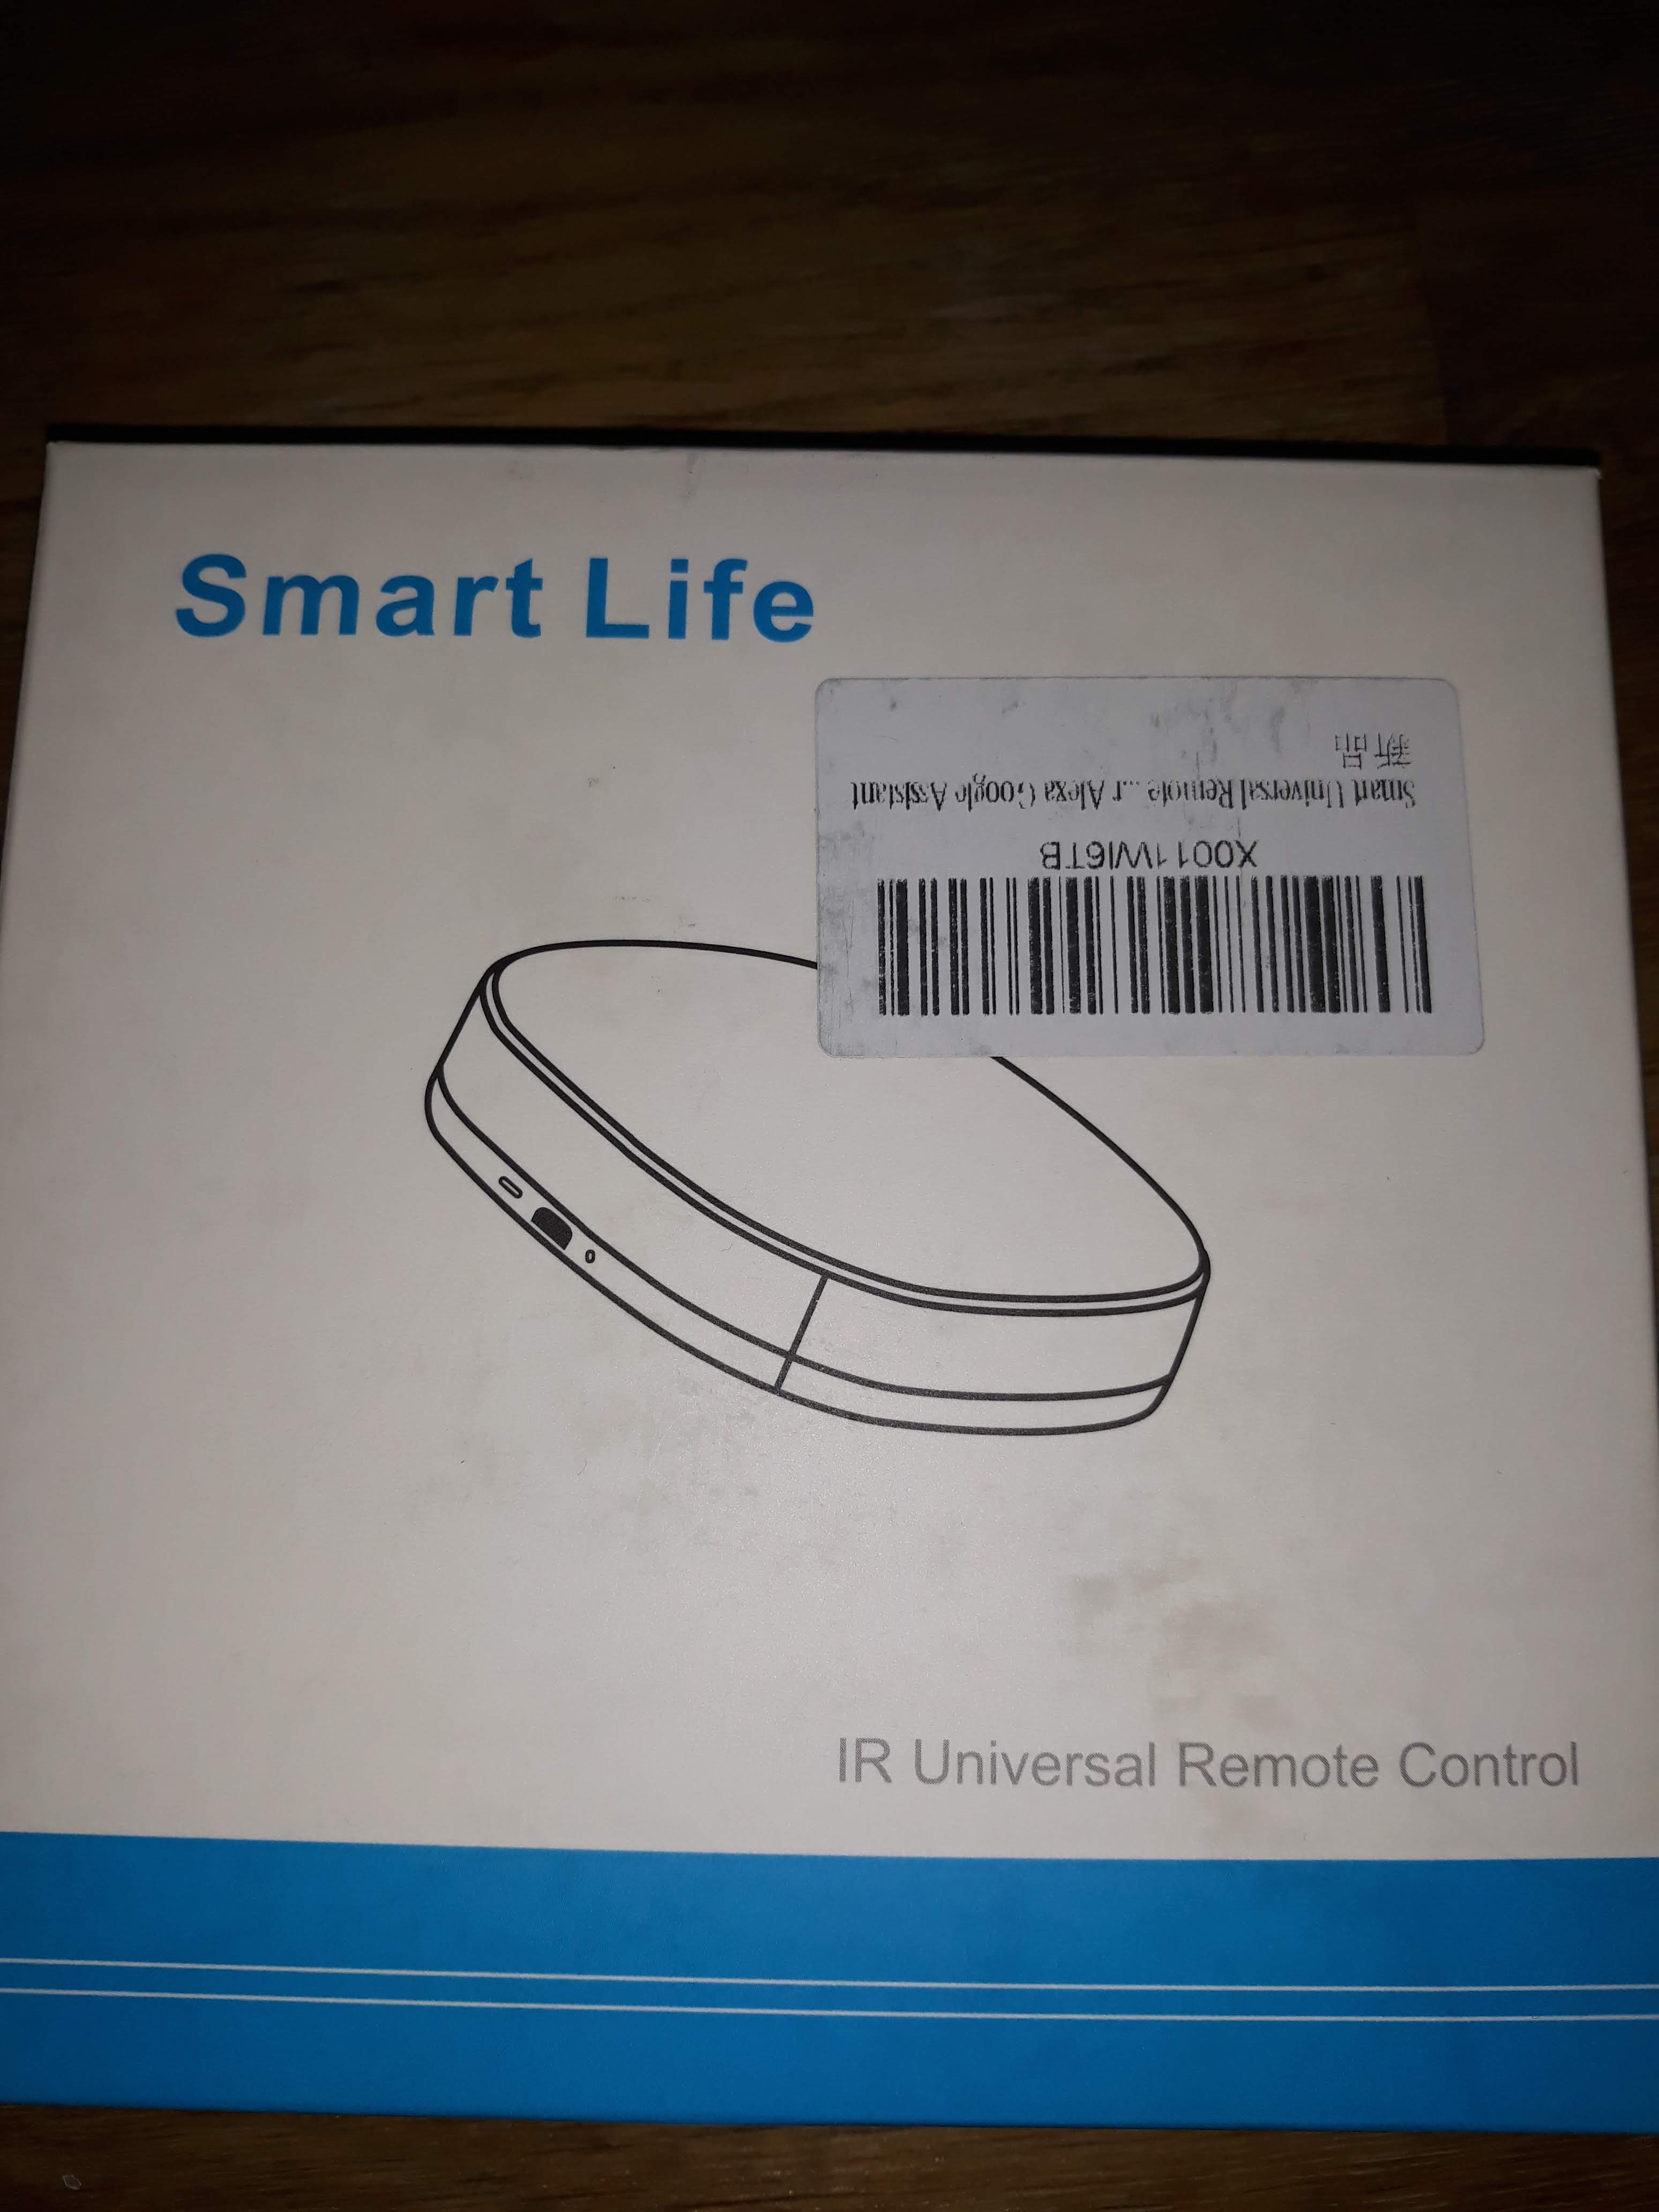 Smart Life
X0011WI6TB
Smart Universal Remote ...r Alexa Google Assistant
新品
IR Universal Remote Control